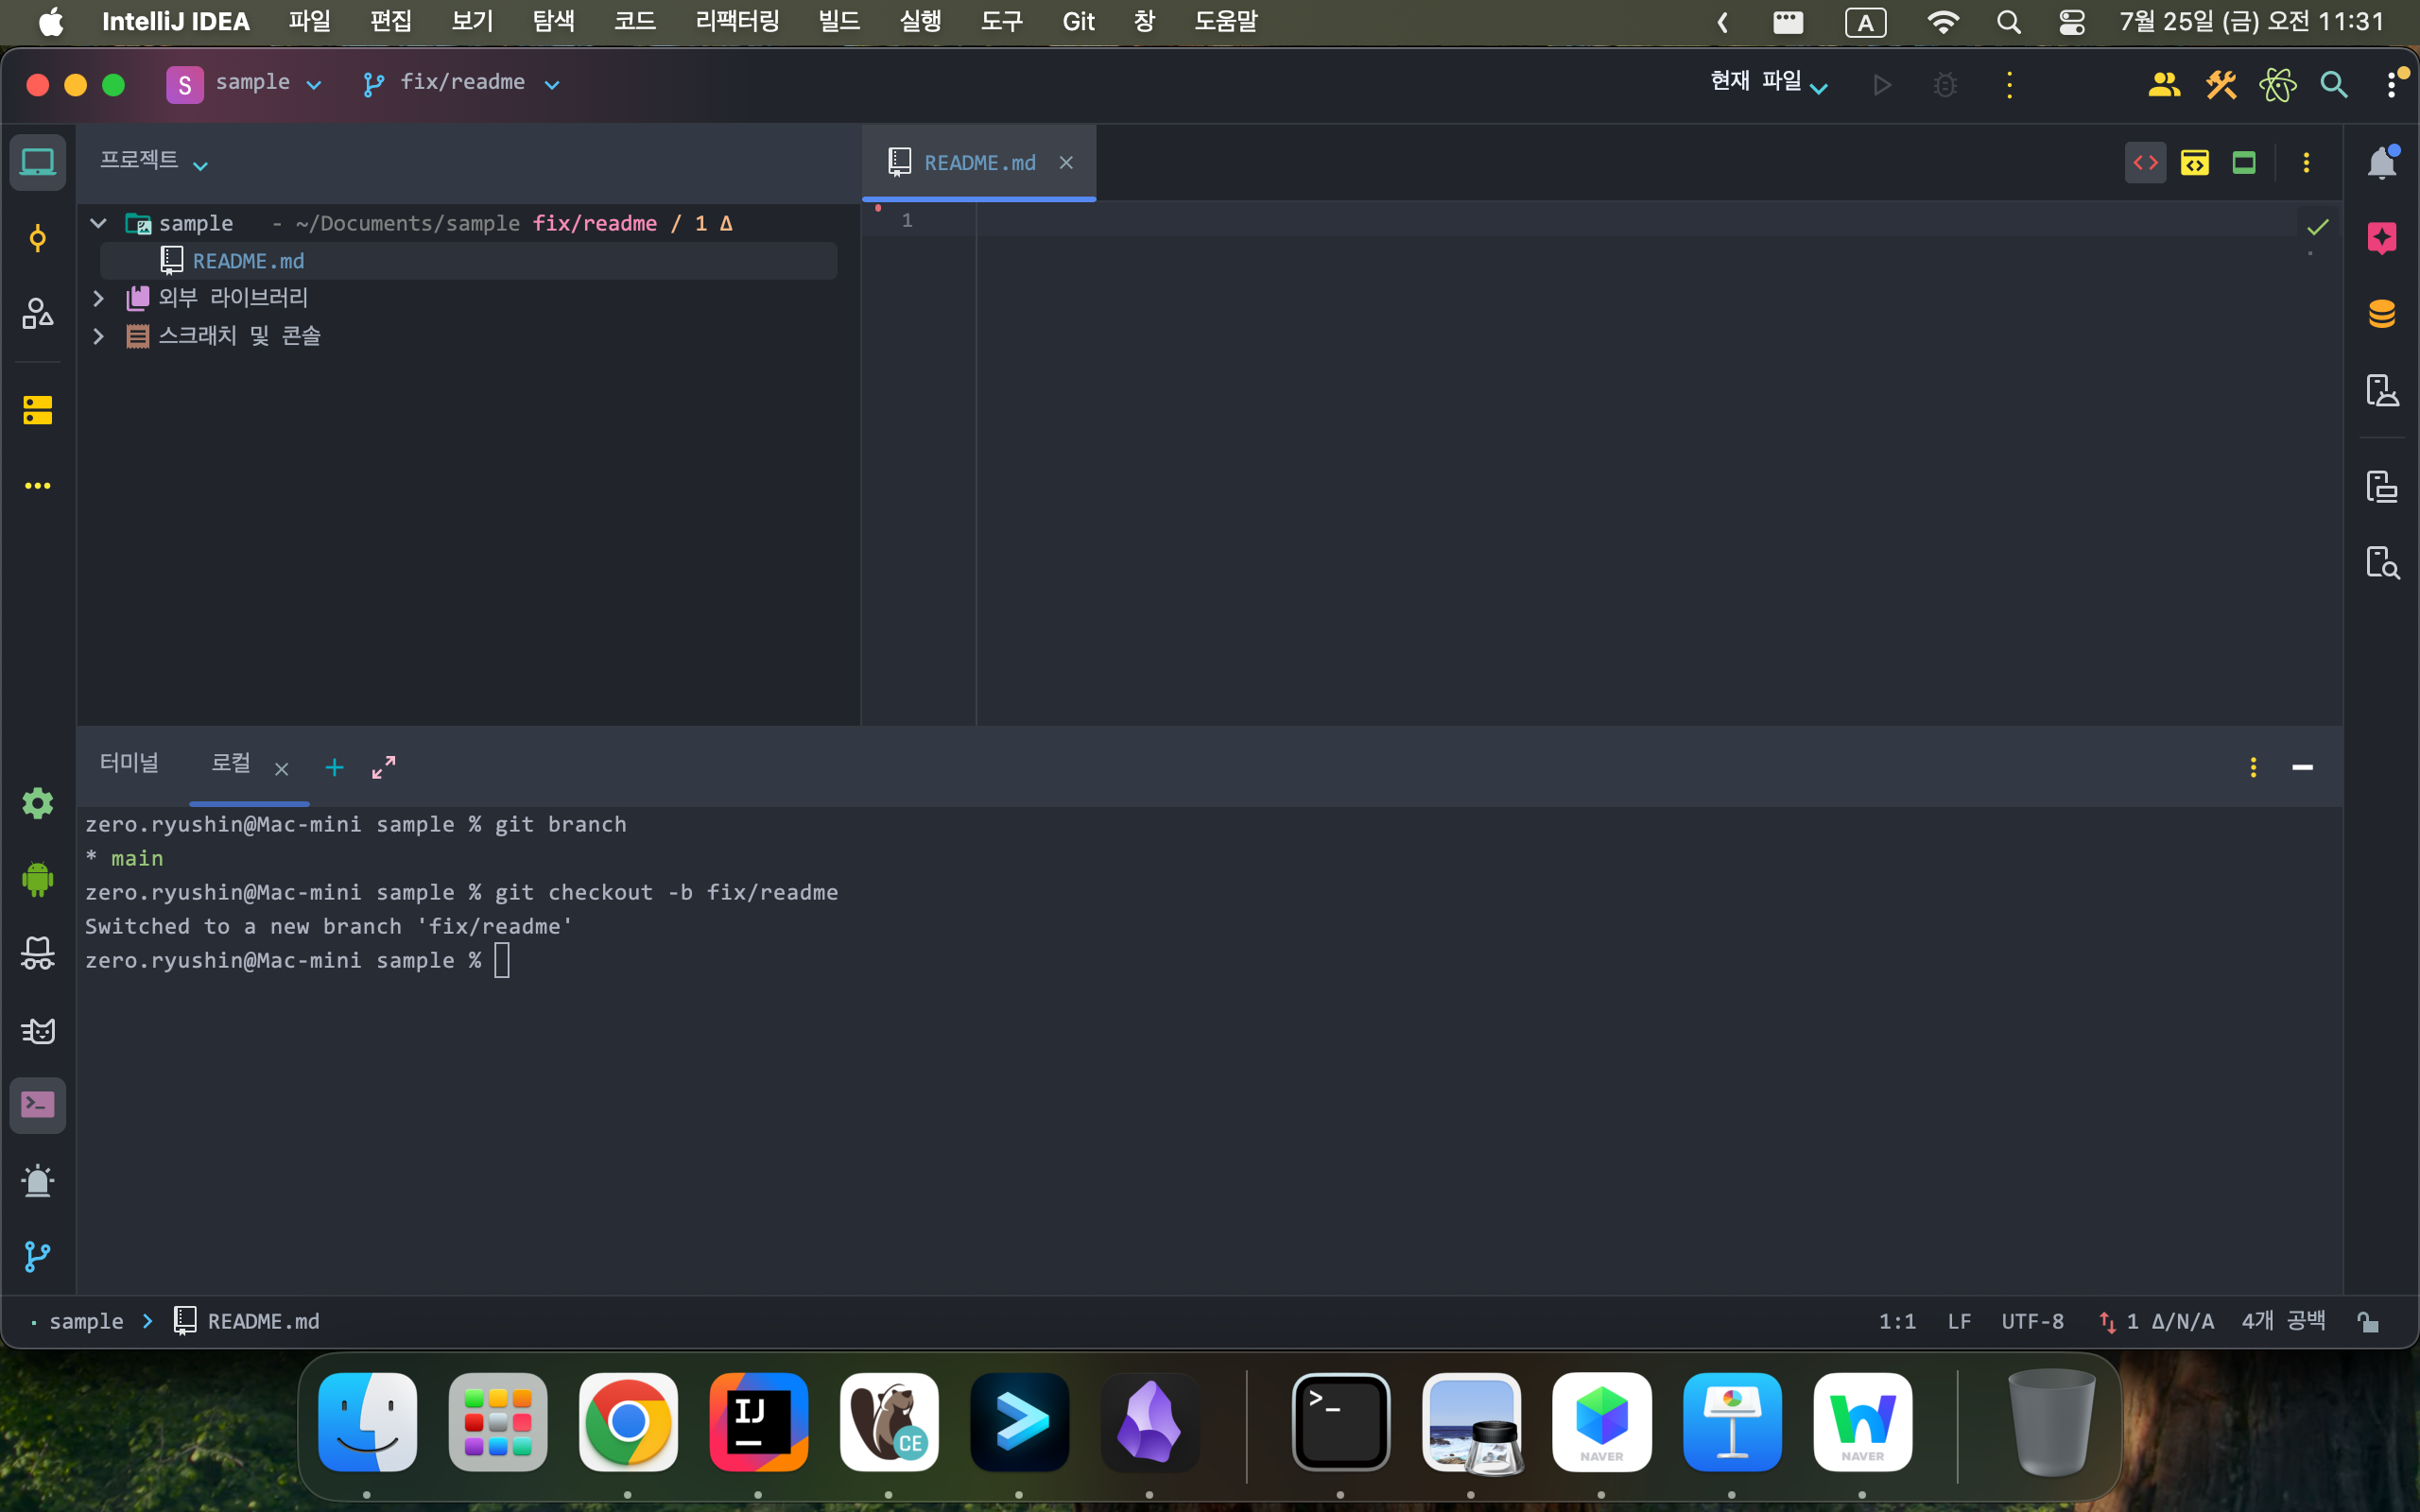 IntelliJ IDEA 파일 편집 보기 탐색 코드 리팩터링 빌드 실행 도구 Git 창 도움말 A 7월 25일 (금) 오전 11:31
S sample fix/readme 현재 파일
프로젝트
README.md
sample - ~/Documents/sample fix/readme / 1 Δ
1
README.md
외부 라이브러리
스크래치 및 콘솔
터미널 로컬
zero.ryushin@Mac-mini sample % git branch
* main
zero.ryushin@Mac-mini sample % git checkout -b fix/readme
Switched to a new branch 'fix/readme'
zero.ryushin@Mac-mini sample %
sample README.md 1:1 LF UTF-8 1 Δ/N/A 4개 공백
IJ
CE
>_
NAVER
NAVER